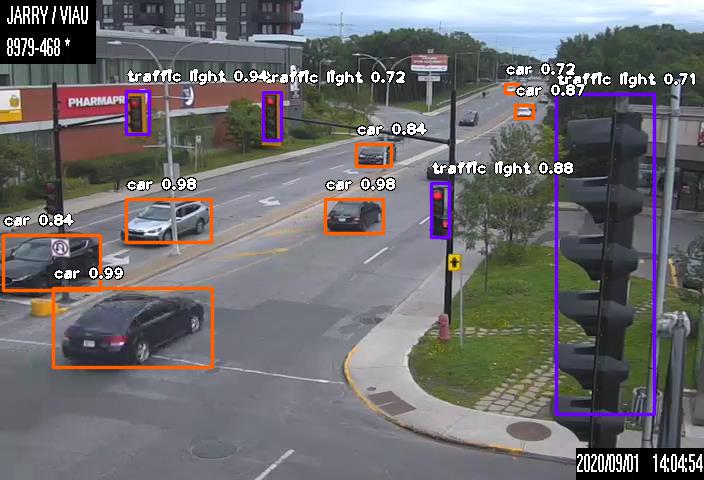 JARRY / VIAU
8979-468 *
traffic light 0.94
traffic light 0.72
car 0.72
car 0.87
traffic light 0.71
PHARMAPR
car 0.84
traffic light 0.88
car 0.98
car 0.98
car 0.84
car 0.99
2020/09/01 14:04:54